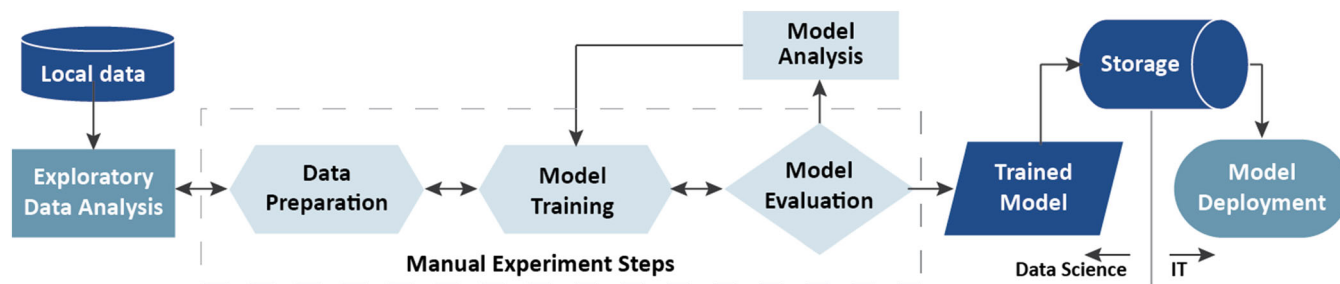 Local data
Exploratory
Data Analysis
Data
Preparation
Model
Training
Model
Analysis
Model
Evaluation
Manual Experiment Steps
Trained
Model
Storage
Model
Deployment
Data Science
IT